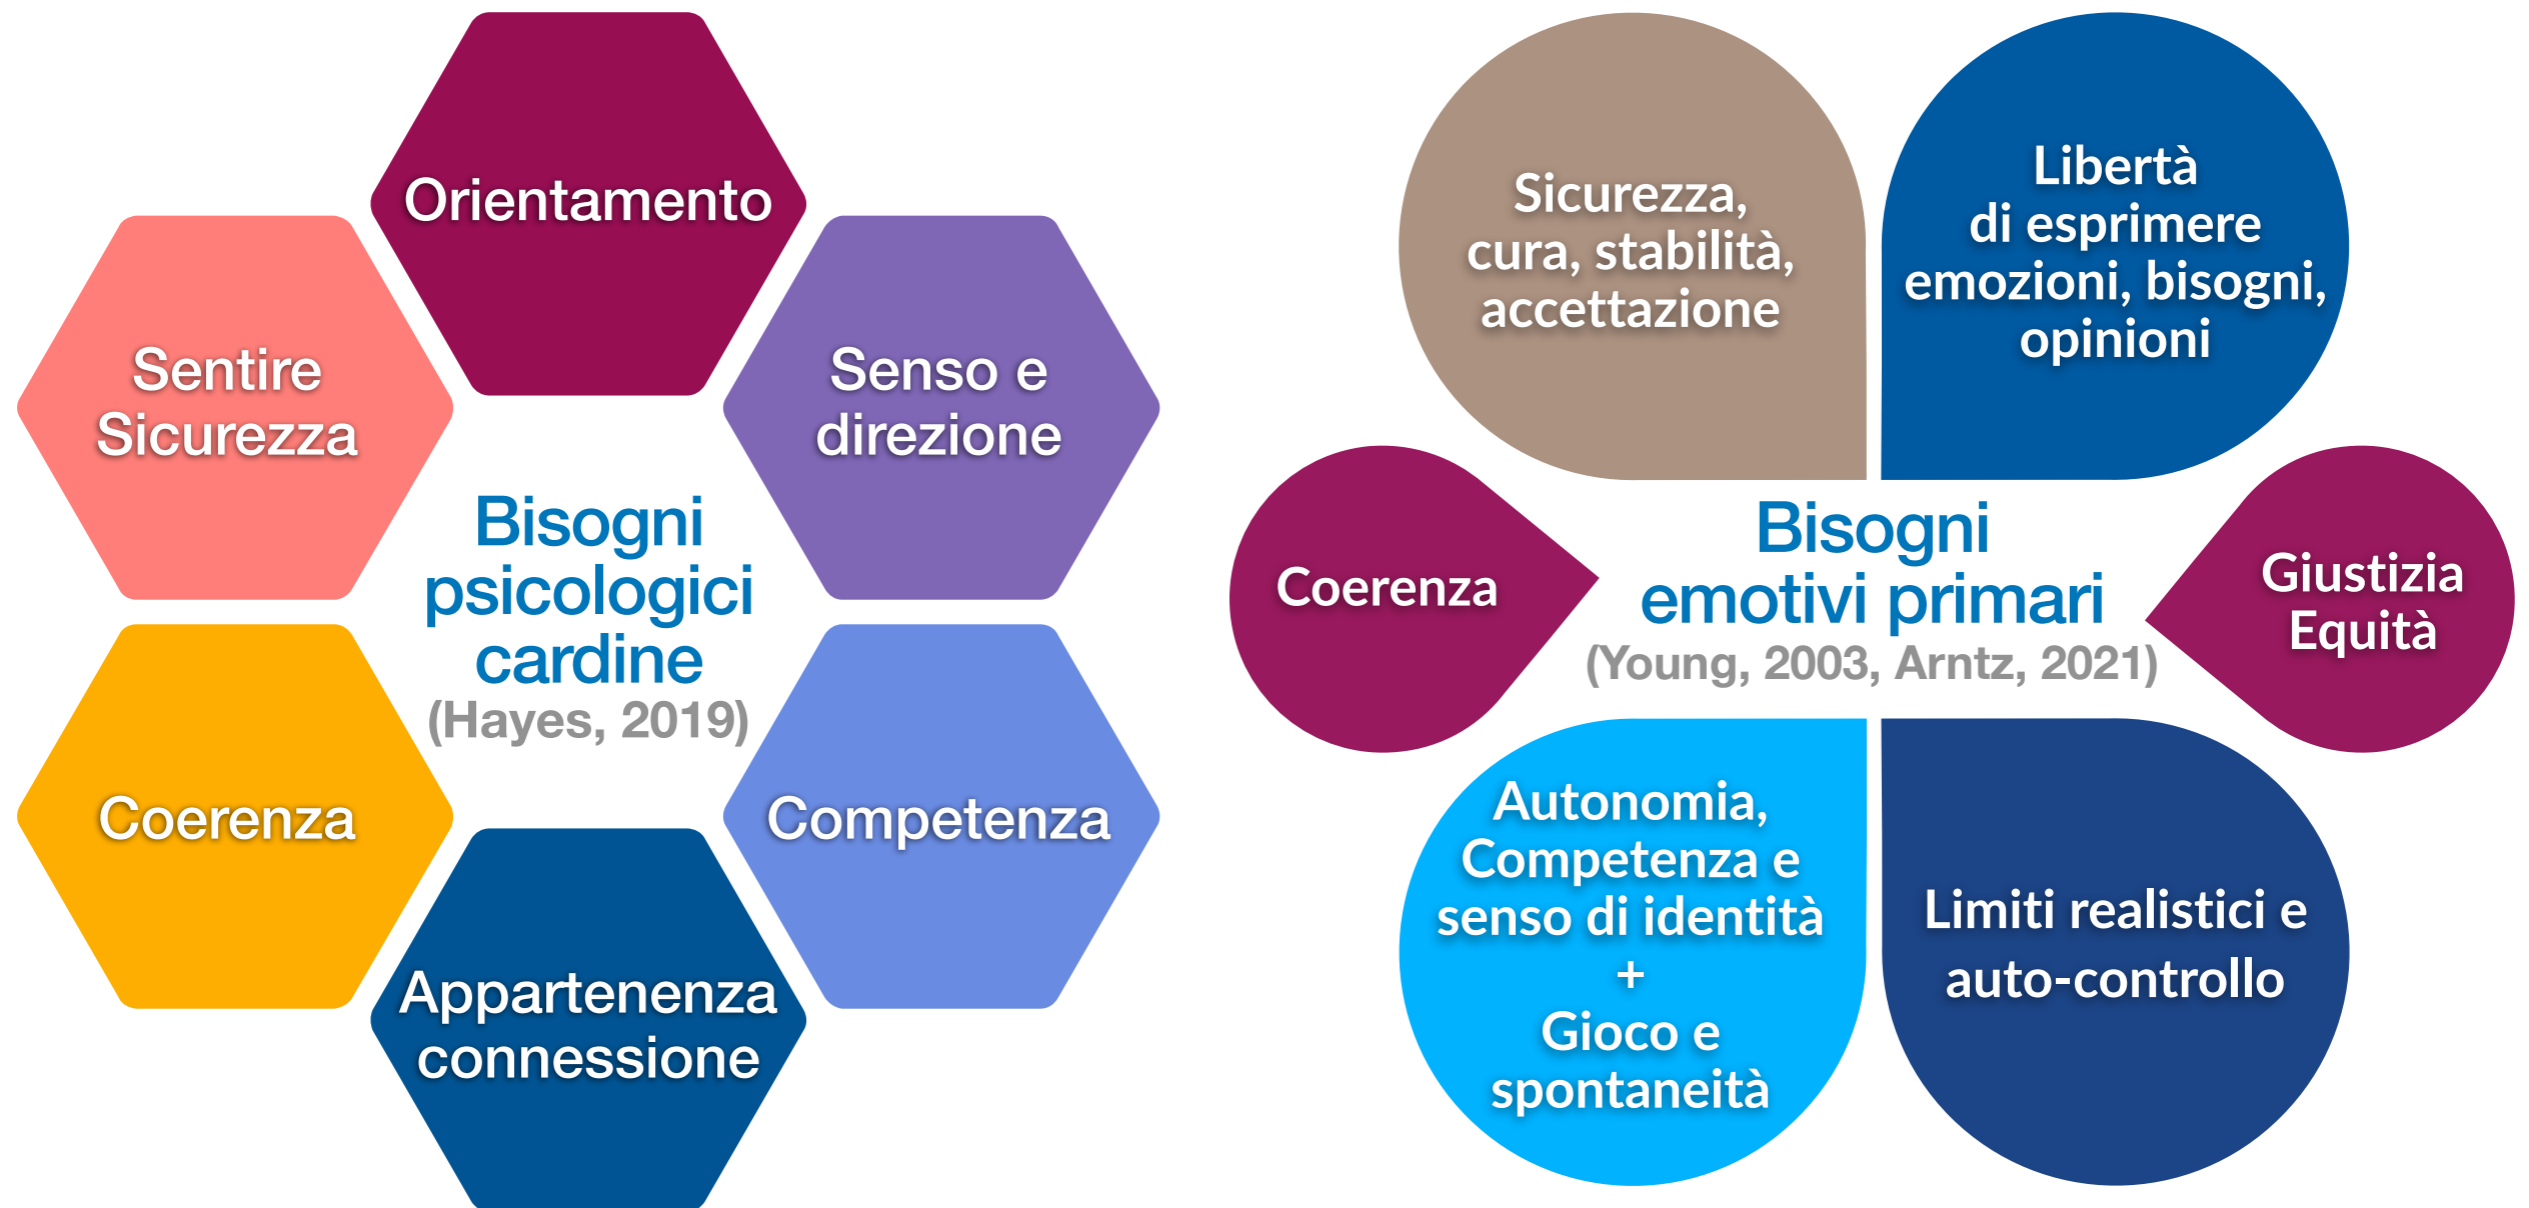 Orientamento
Sentire
Sicurezza
Senso e
direzione
Bisogni
psicologici
cardine
(Hayes, 2019)
Coerenza
Competenza
Appartenenza
connessione
Sicurezza,
cura, stabilità,
accettazione
Libertà
di esprimere
emozioni, bisogni,
opinioni
Coerenza
Bisogni
emotivi primari
(Young, 2003, Arntz, 2021)
Giustizia
Equità
Autonomia,
Competenza e
senso di identità
+
Gioco e
spontaneità
Limiti realistici e
auto-controllo